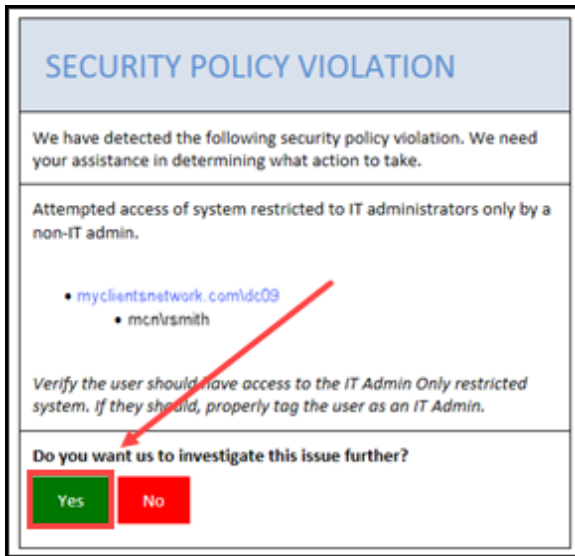 SECURITY POLICY VIOLATION
We have detected the following security policy violation. We need
your assistance in determining what action to take.
Attempted access of system restricted to IT administrators only by a
non-IT admin.
• myclientsnetwork.com\dc09
• mcn\rsmith
Verify the user should have access to the IT Admin Only restricted
system. If they should, properly tag the user as an IT Admin.
Do you want us to investigate this issue further?
Yes No